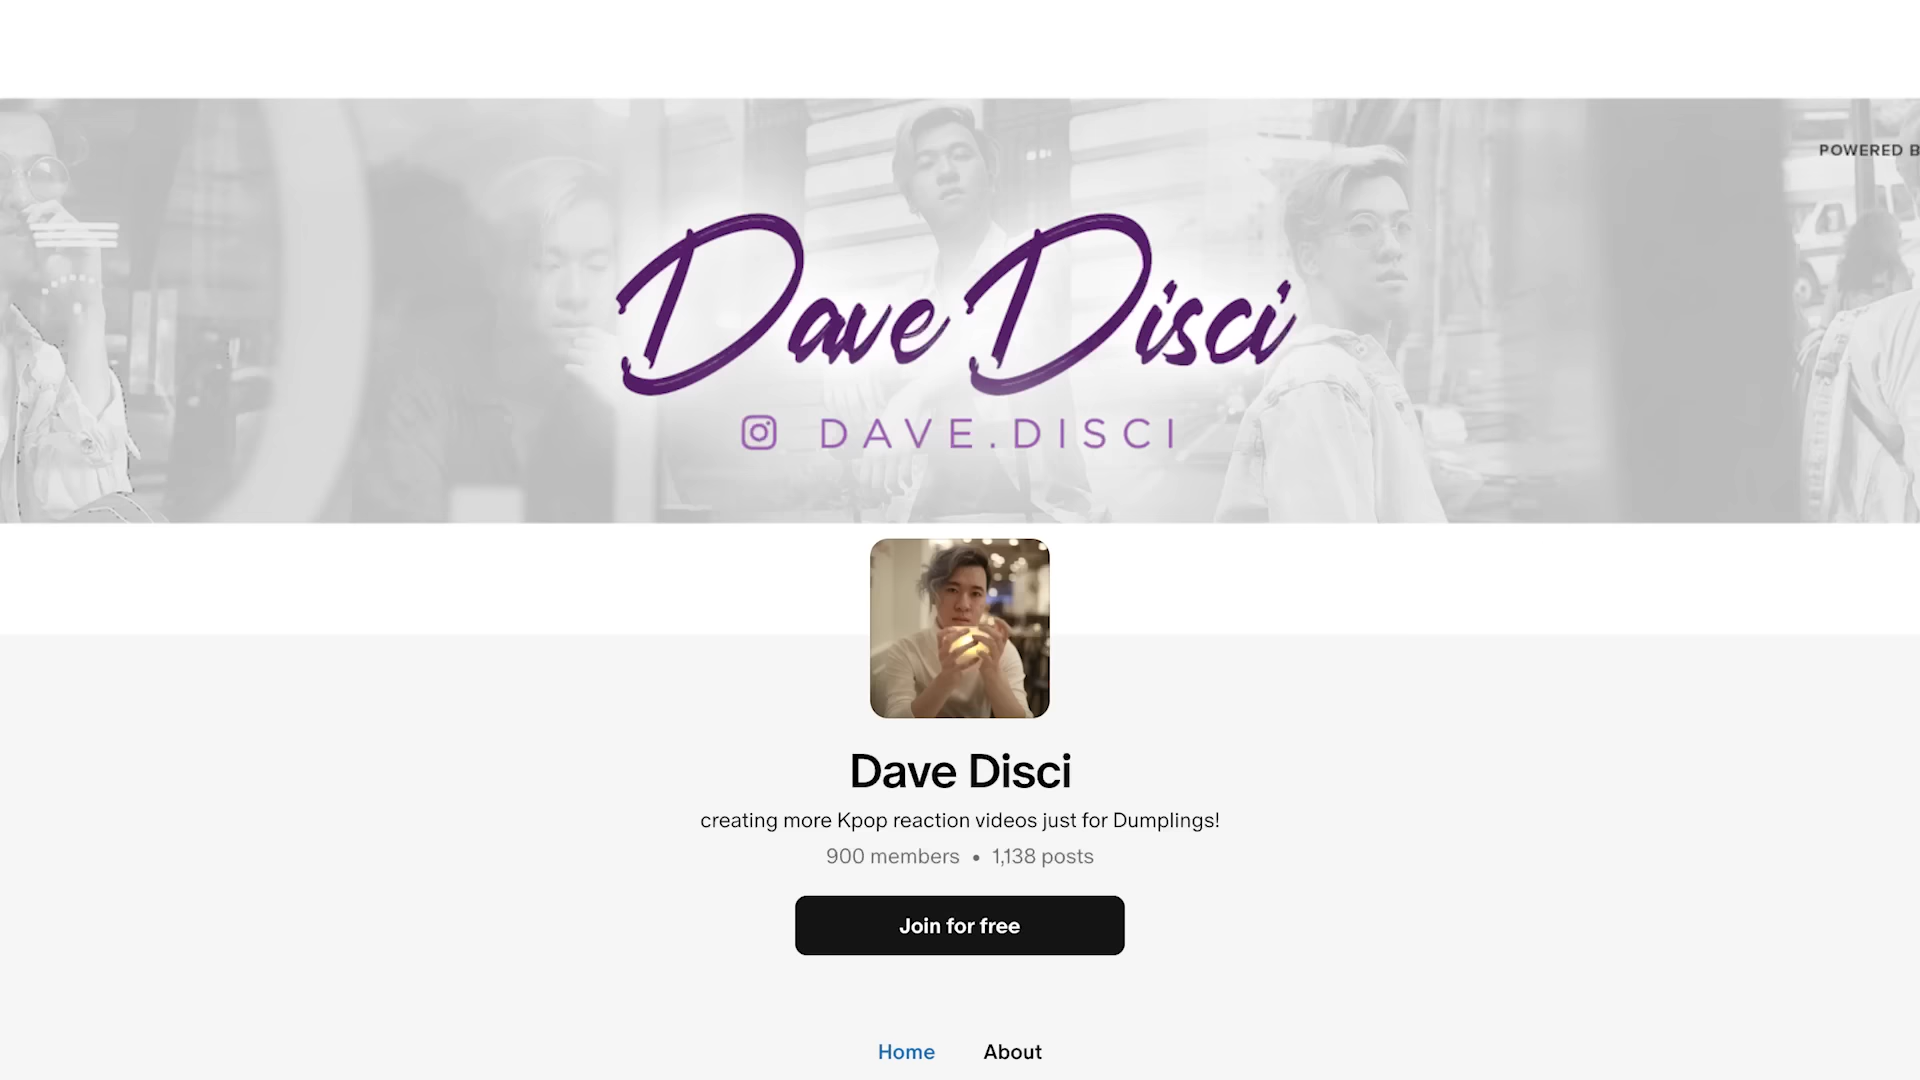 POWERED B
Dave Disci
DAVE.DISCI
Dave Disci
creating more Kpop reaction videos just for Dumplings!
900 members • 1,138 posts
Join for free
Home About